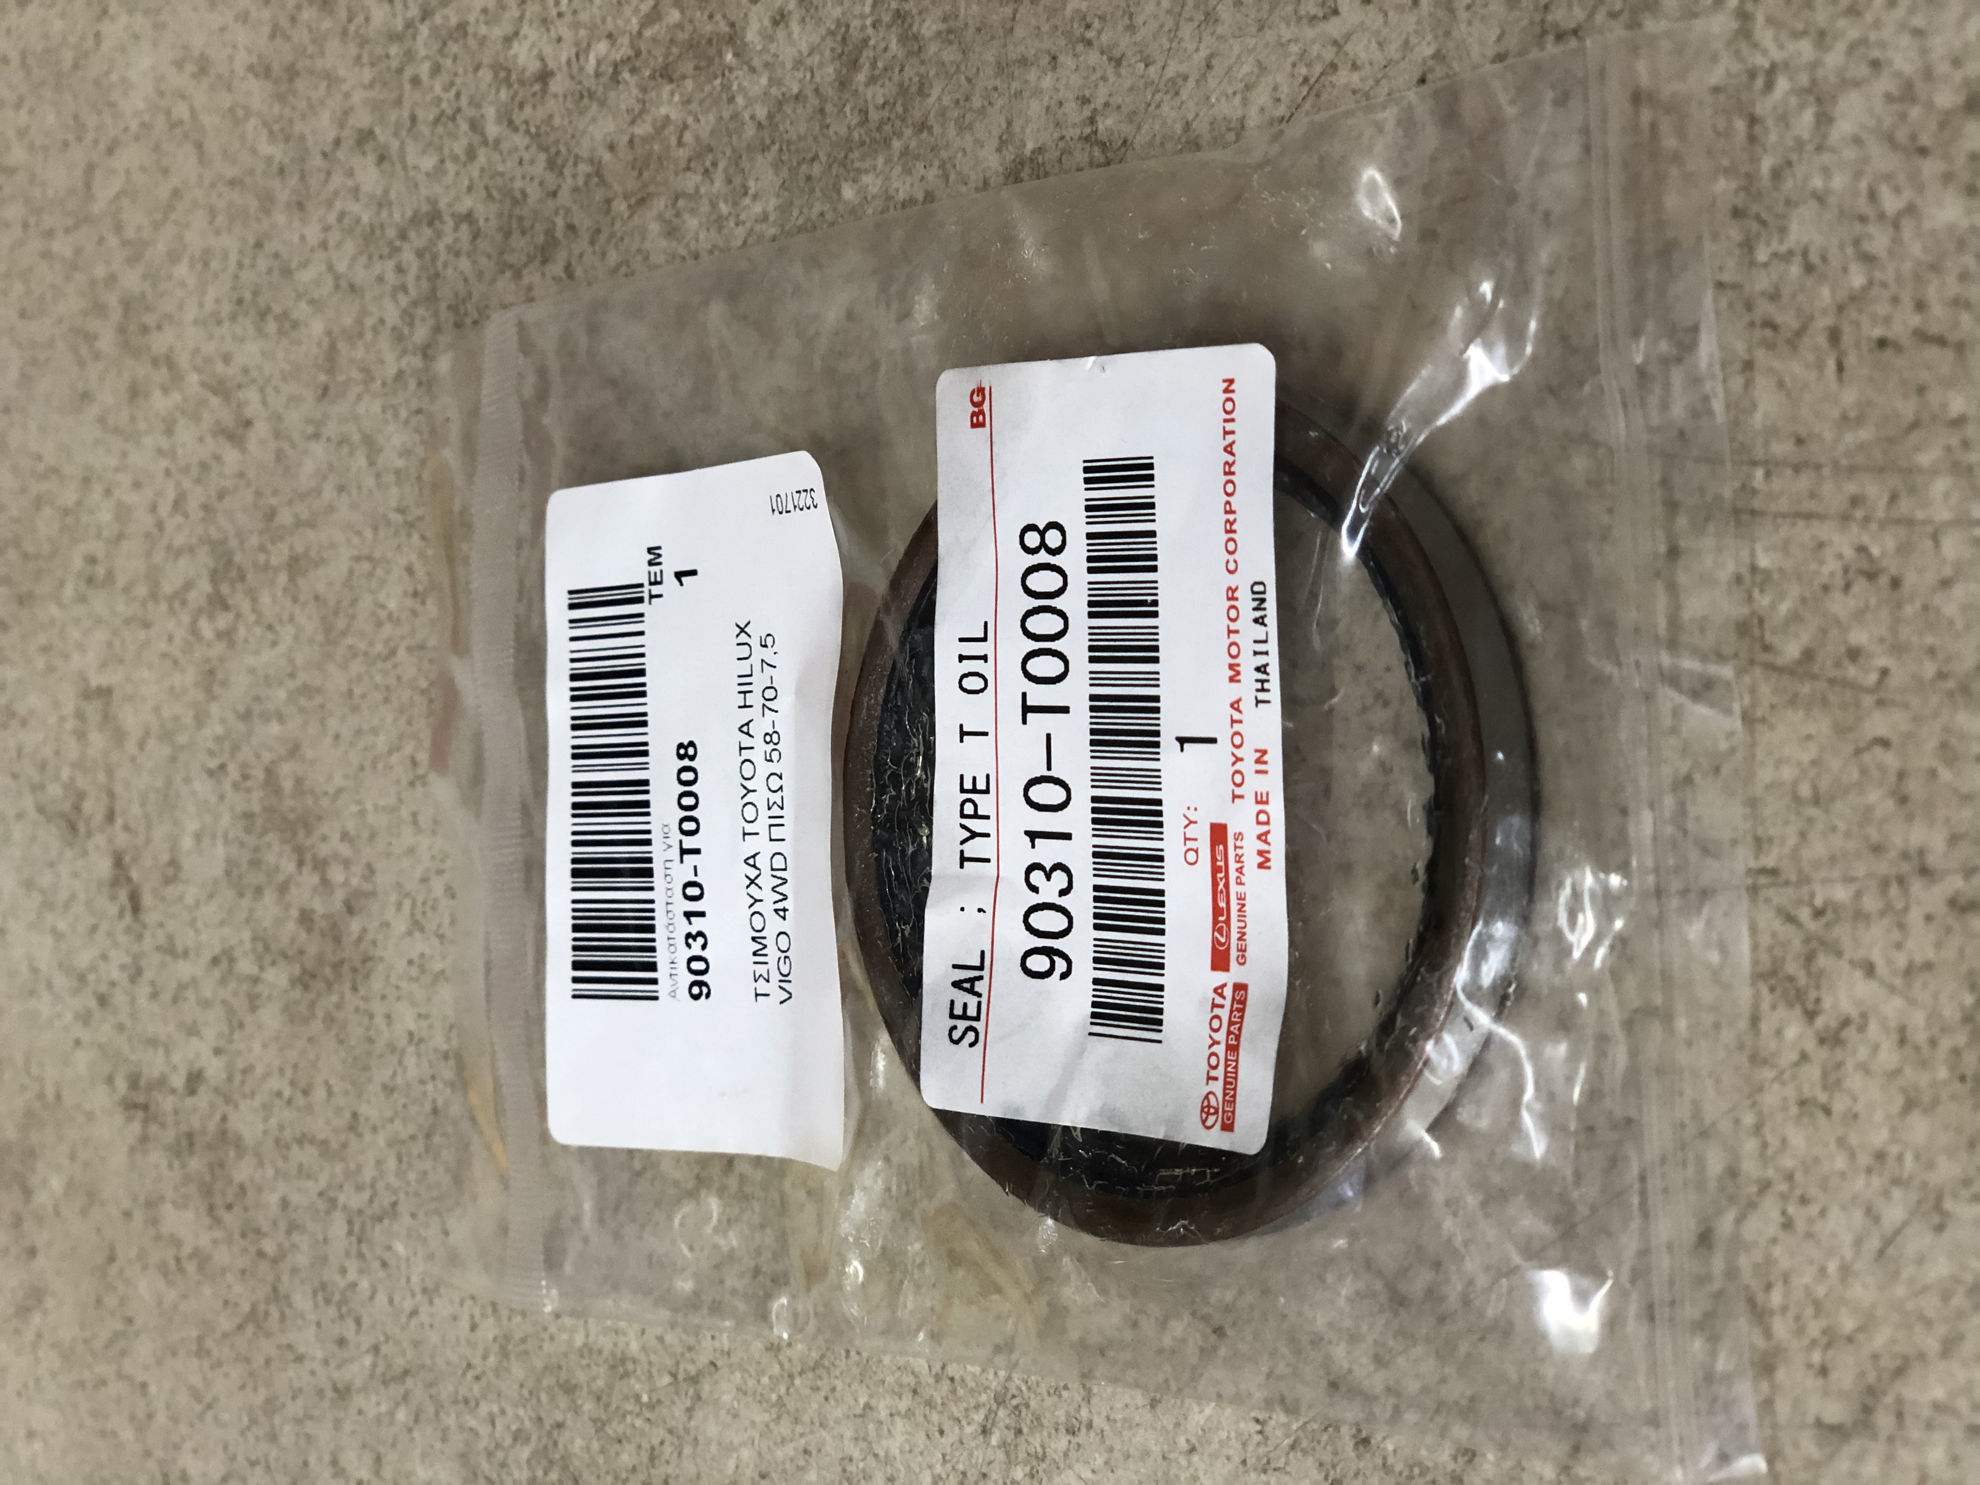 3221701
ΤΕΜ
1
Αντικατάσταση για
90310-T0008
ΤΣΙΜΟΥΧΑ TOYOTA HILUX
VIGO 4WD ΠΙΣΩ 58-70-7,5
BG
SEAL ; TYPE T OIL
90310-T0008
QTY: 1
TOYOTA LEXUS
GENUINE PARTS GENUINE PARTS TOYOTA MOTOR CORPORATION
MADE IN THAILAND